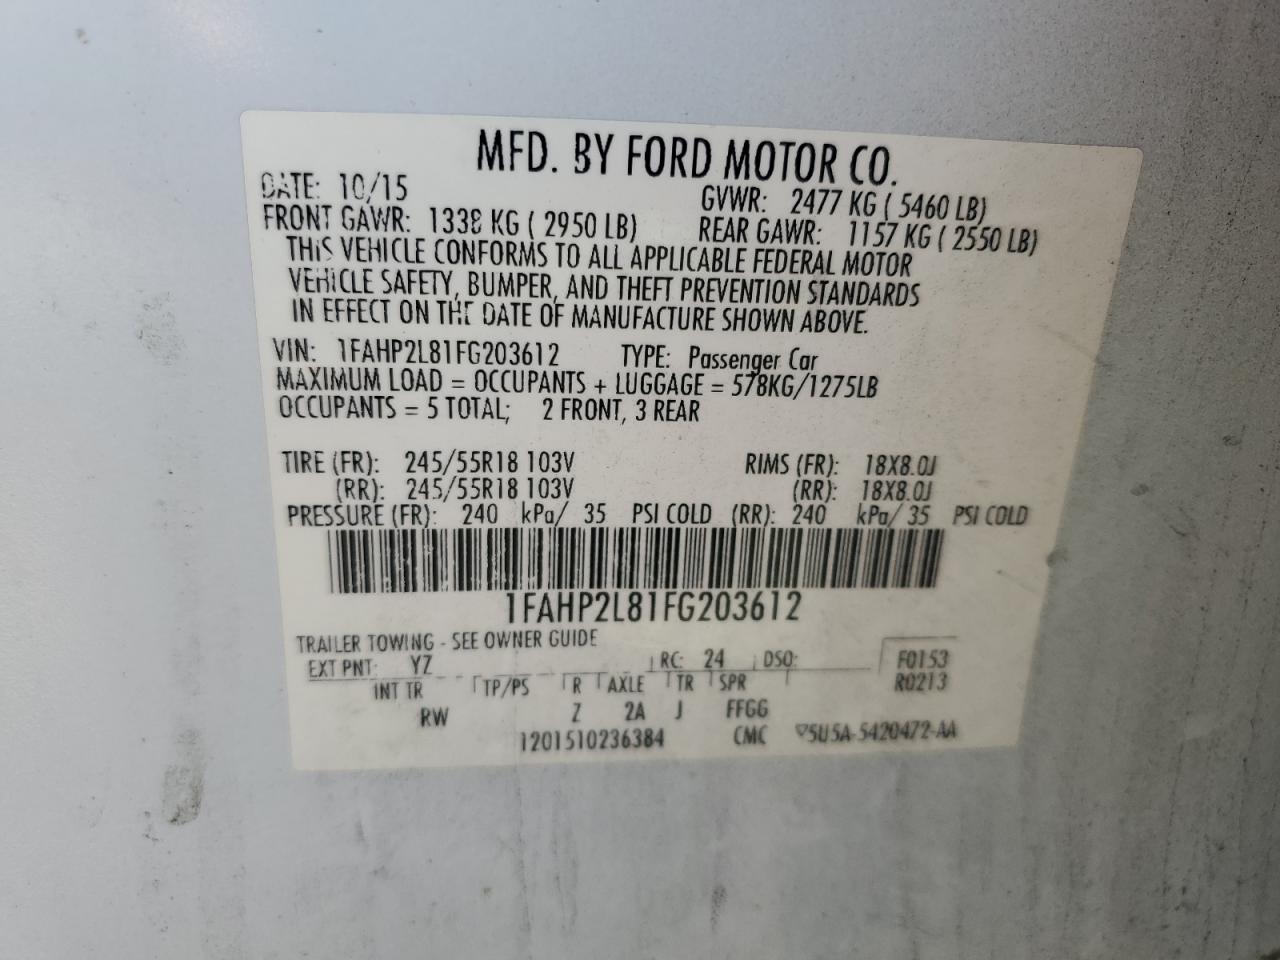 MFD. BY FORD MOTOR CO.
DATE: 10/15 GVWR: 2477 KG ( 5460 LB)
FRONT GAWR: 1338 KG ( 2950 LB) REAR GAWR: 1157 KG ( 2550 LB)
THIS VEHICLE CONFORMS TO ALL APPLICABLE FEDERAL MOTOR
VEHICLE SAFETY, BUMPER, AND THEFT PREVENTION STANDARDS
IN EFFECT ON THE DATE OF MANUFACTURE SHOWN ABOVE.
VIN: 1FAHP2L81FG203612 TYPE: Passenger Car
MAXIMUM LOAD = OCCUPANTS + LUGGAGE = 578KG/1275LB
OCCUPANTS = 5 TOTAL; 2 FRONT, 3 REAR
TIRE (FR): 245/55R18 103V RIMS (FR): 18X8.0J
(RR): 245/55R18 103V (RR): 18X8.0J
PRESSURE (FR): 240 kPa/ 35 PSI COLD (RR): 240 kPa/ 35 PSI COLD
1FAHP2L81FG203612
TRAILER TOWING - SEE OWNER GUIDE
EXT PNT: YZ RC: 24 DSO: F0153
INT TR TP/PS R AXLE TR SPR R0213
RW Z 2A J FFGG
1201510236384 CMC ▽5U5A-5420472-AA